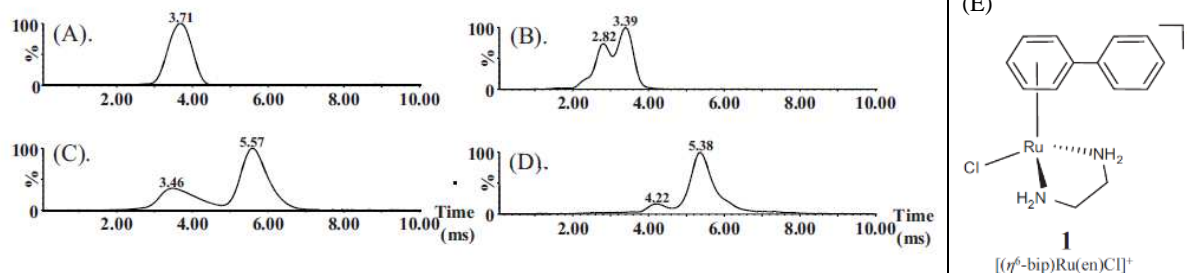 (A).
3.71
100
%
0
2.00 4.00 6.00 8.00 10.00
(B).
2.82 3.39
100
%
0
2.00 4.00 6.00 8.00 10.00
(C).
3.46 5.57
100
%
0
2.00 4.00 6.00 8.00 10.00
Time
(ms)
(D).
4.22 5.38
100
%
0
2.00 4.00 6.00 8.00 10.00
Time
(ms)
(E)
Ru
Cl
NH2
H2N
1
[(η⁶-bip)Ru(en)Cl]⁺